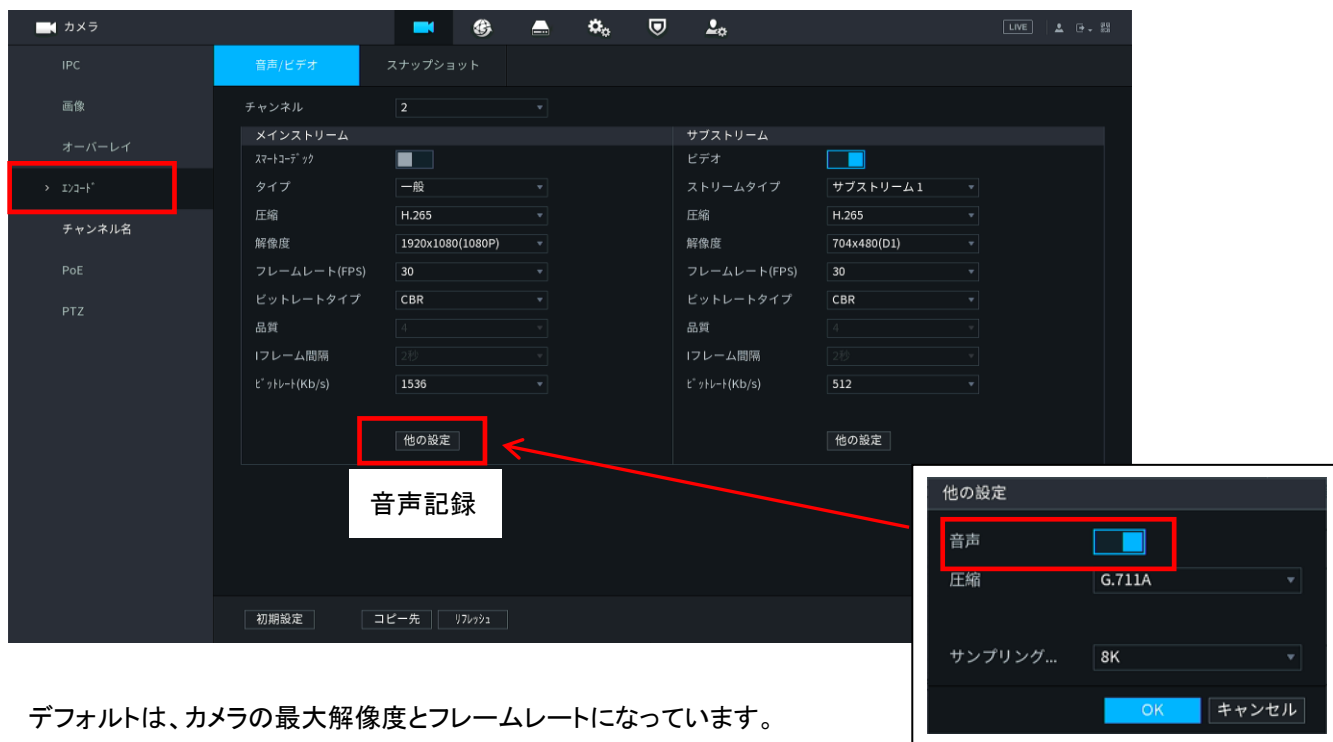 カメラ
LIVE
IPC
画像
オーバーレイ
ｴﾝｺｰﾄﾞ
チャンネル名
PoE
PTZ
音声/ビデオ スナップショット
チャンネル 2
メインストリーム
ｽﾏｰﾄｺｰﾃﾞｯｸ
タイプ 一般
圧縮 H.265
解像度 1920x1080(1080P)
フレームレート(FPS) 30
ビットレートタイプ CBR
品質 4
Iフレーム間隔 2秒
ﾋﾞｯﾄﾚｰﾄ(Kb/s) 1536
他の設定
サブストリーム
ビデオ
ストリームタイプ サブストリーム1
圧縮 H.265
解像度 704x480(D1)
フレームレート(FPS) 30
ビットレートタイプ CBR
品質 4
Iフレーム間隔 2秒
ﾋﾞｯﾄﾚｰﾄ(Kb/s) 512
他の設定
音声記録
初期設定 コピー先 ﾘﾌﾚｯｼｭ
他の設定
音声
圧縮 G.711A
サンプリング... 8K
OK キャンセル
デフォルトは、カメラの最大解像度とフレームレートになっています。